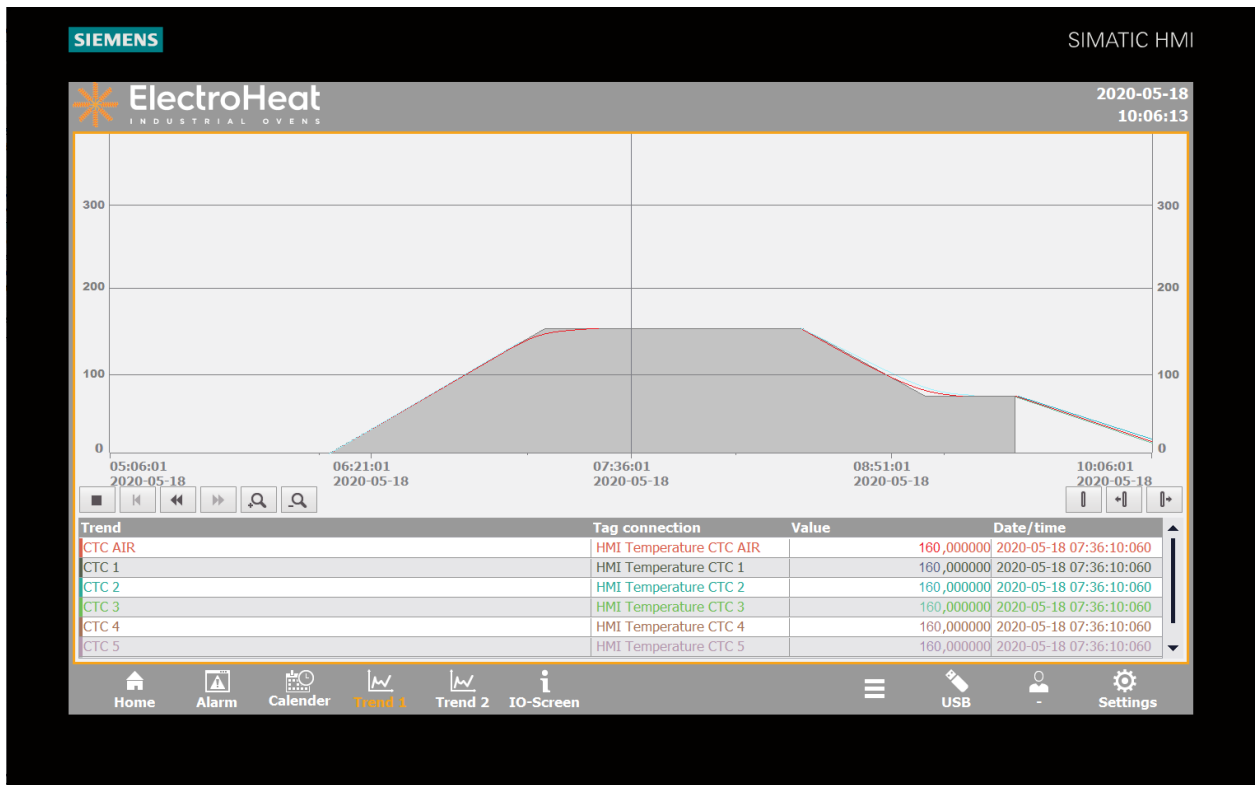 SIEMENS
SIMATIC HMI
ElectroHeat
INDUSTRIAL OVENS
2020-05-18
10:06:13
300 300
200 200
100 100
0 0
05:06:01 06:21:01 07:36:01 08:51:01 10:06:01
2020-05-18 2020-05-18 2020-05-18 2020-05-18 2020-05-18
Trend Tag connection Value Date/time
CTC AIR HMI Temperature CTC AIR 160,000000 2020-05-18 07:36:10:060
CTC 1 HMI Temperature CTC 1 160,000000 2020-05-18 07:36:10:060
CTC 2 HMI Temperature CTC 2 160,000000 2020-05-18 07:36:10:060
CTC 3 HMI Temperature CTC 3 160,000000 2020-05-18 07:36:10:060
CTC 4 HMI Temperature CTC 4 160,000000 2020-05-18 07:36:10:060
CTC 5 HMI Temperature CTC 5 160,000000 2020-05-18 07:36:10:060
Home Alarm Calender Trend 1 Trend 2 IO-Screen USB - Settings